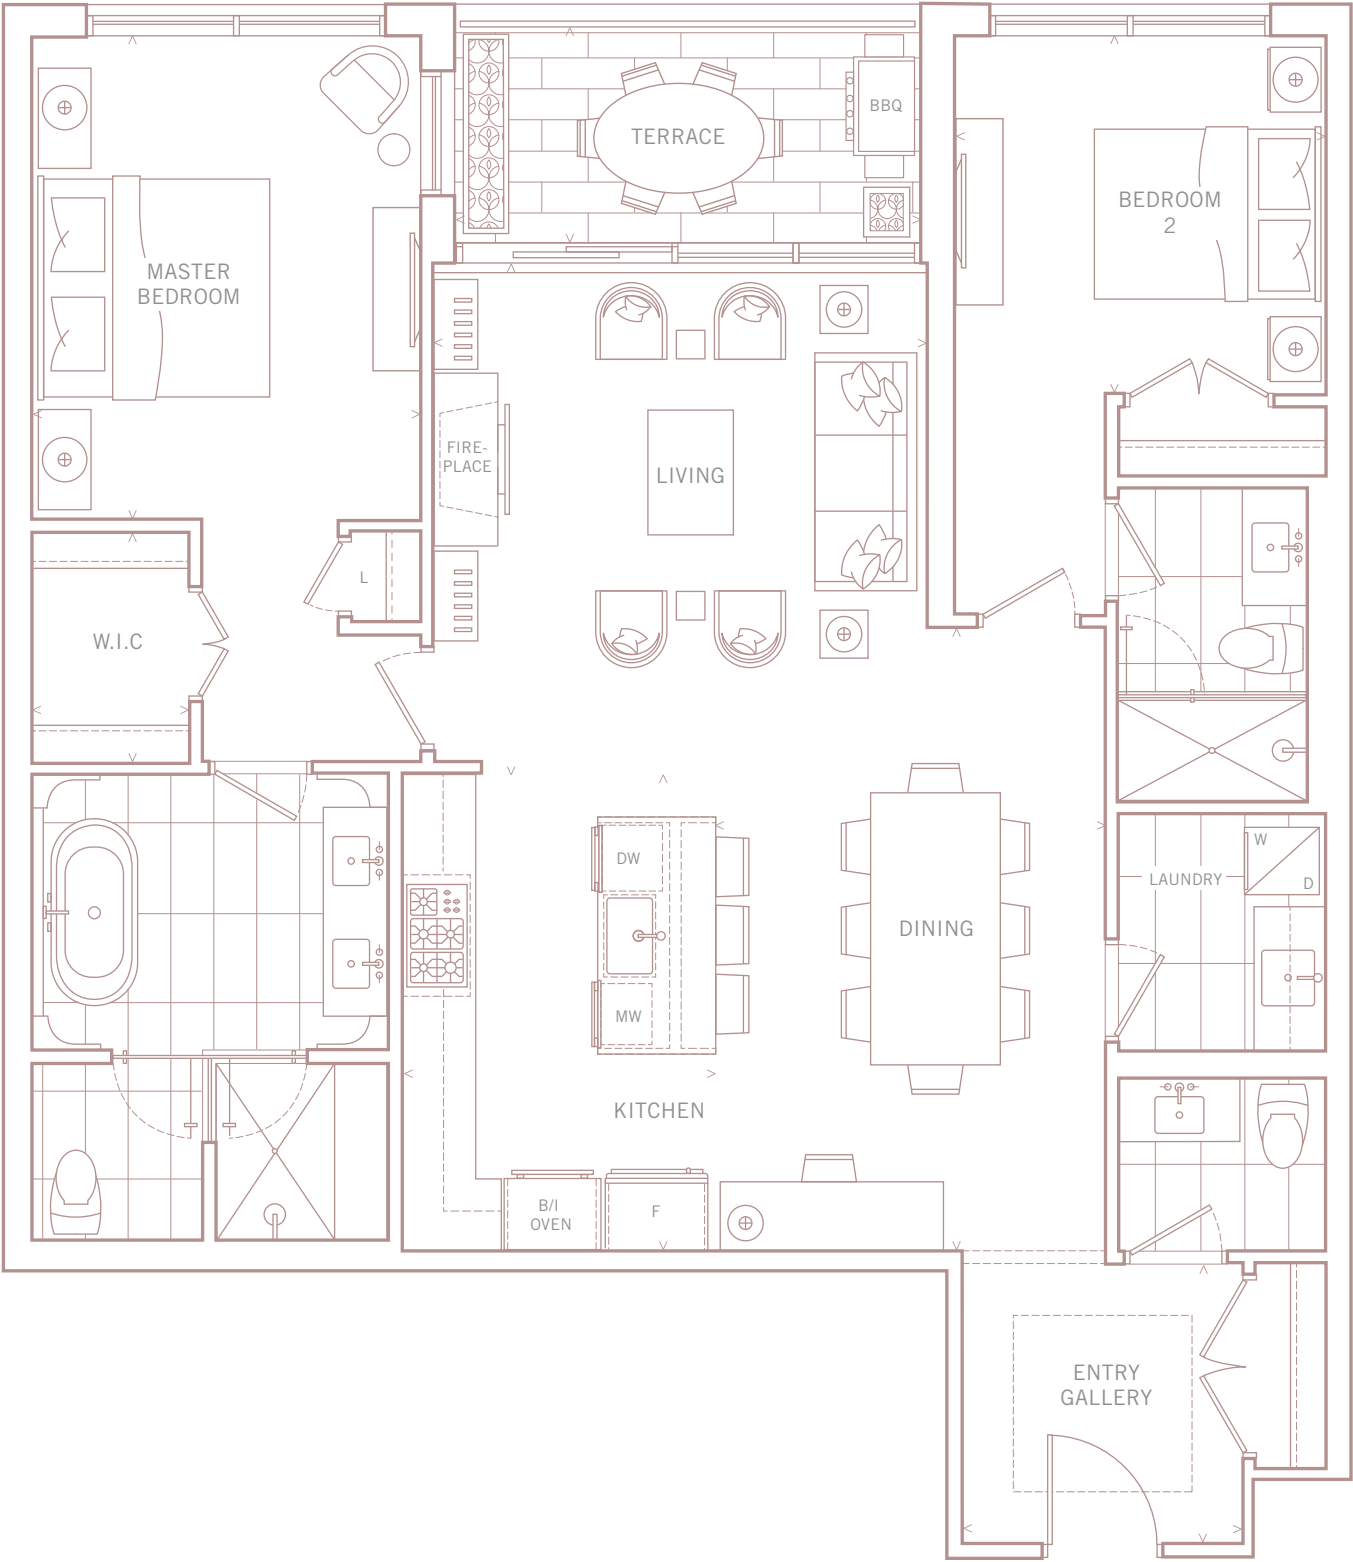 TERRACE
BBQ
BEDROOM
2
MASTER
BEDROOM
FIRE-
PLACE
LIVING
L
W.I.C
DW
W
LAUNDRY
D
DINING
MW
KITCHEN
B/I
OVEN
F
ENTRY
GALLERY